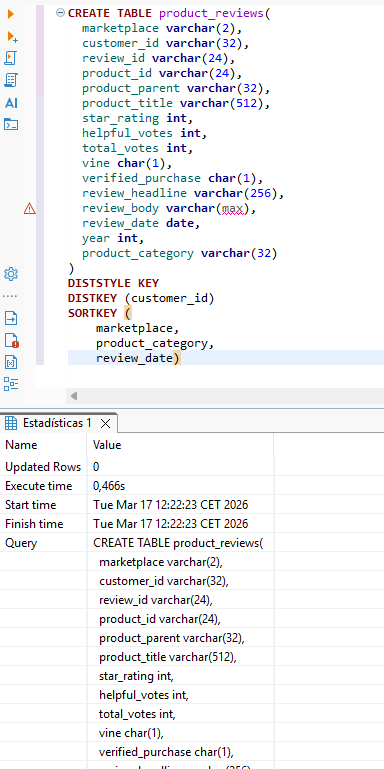 CREATE TABLE product_reviews(
marketplace varchar(2),
customer_id varchar(32),
review_id varchar(24),
product_id varchar(24),
product_parent varchar(32),
product_title varchar(512),
star_rating int,
helpful_votes int,
total_votes int,
vine char(1),
verified_purchase char(1),
review_headline varchar(256),
review_body varchar(max),
review_date date,
year int,
product_category varchar(32)
)
DISTSTYLE KEY
DISTKEY (customer_id)
SORTKEY (
marketplace,
product_category,
review_date)
AI
Estadísticas 1
Name Value
Updated Rows 0
Execute time 0,466s
Start time Tue Mar 17 12:22:23 CET 2026
Finish time Tue Mar 17 12:22:23 CET 2026
Query CREATE TABLE product_reviews(
marketplace varchar(2),
customer_id varchar(32),
review_id varchar(24),
product_id varchar(24),
product_parent varchar(32),
product_title varchar(512),
star_rating int,
helpful_votes int,
total_votes int,
vine char(1),
verified_purchase char(1),